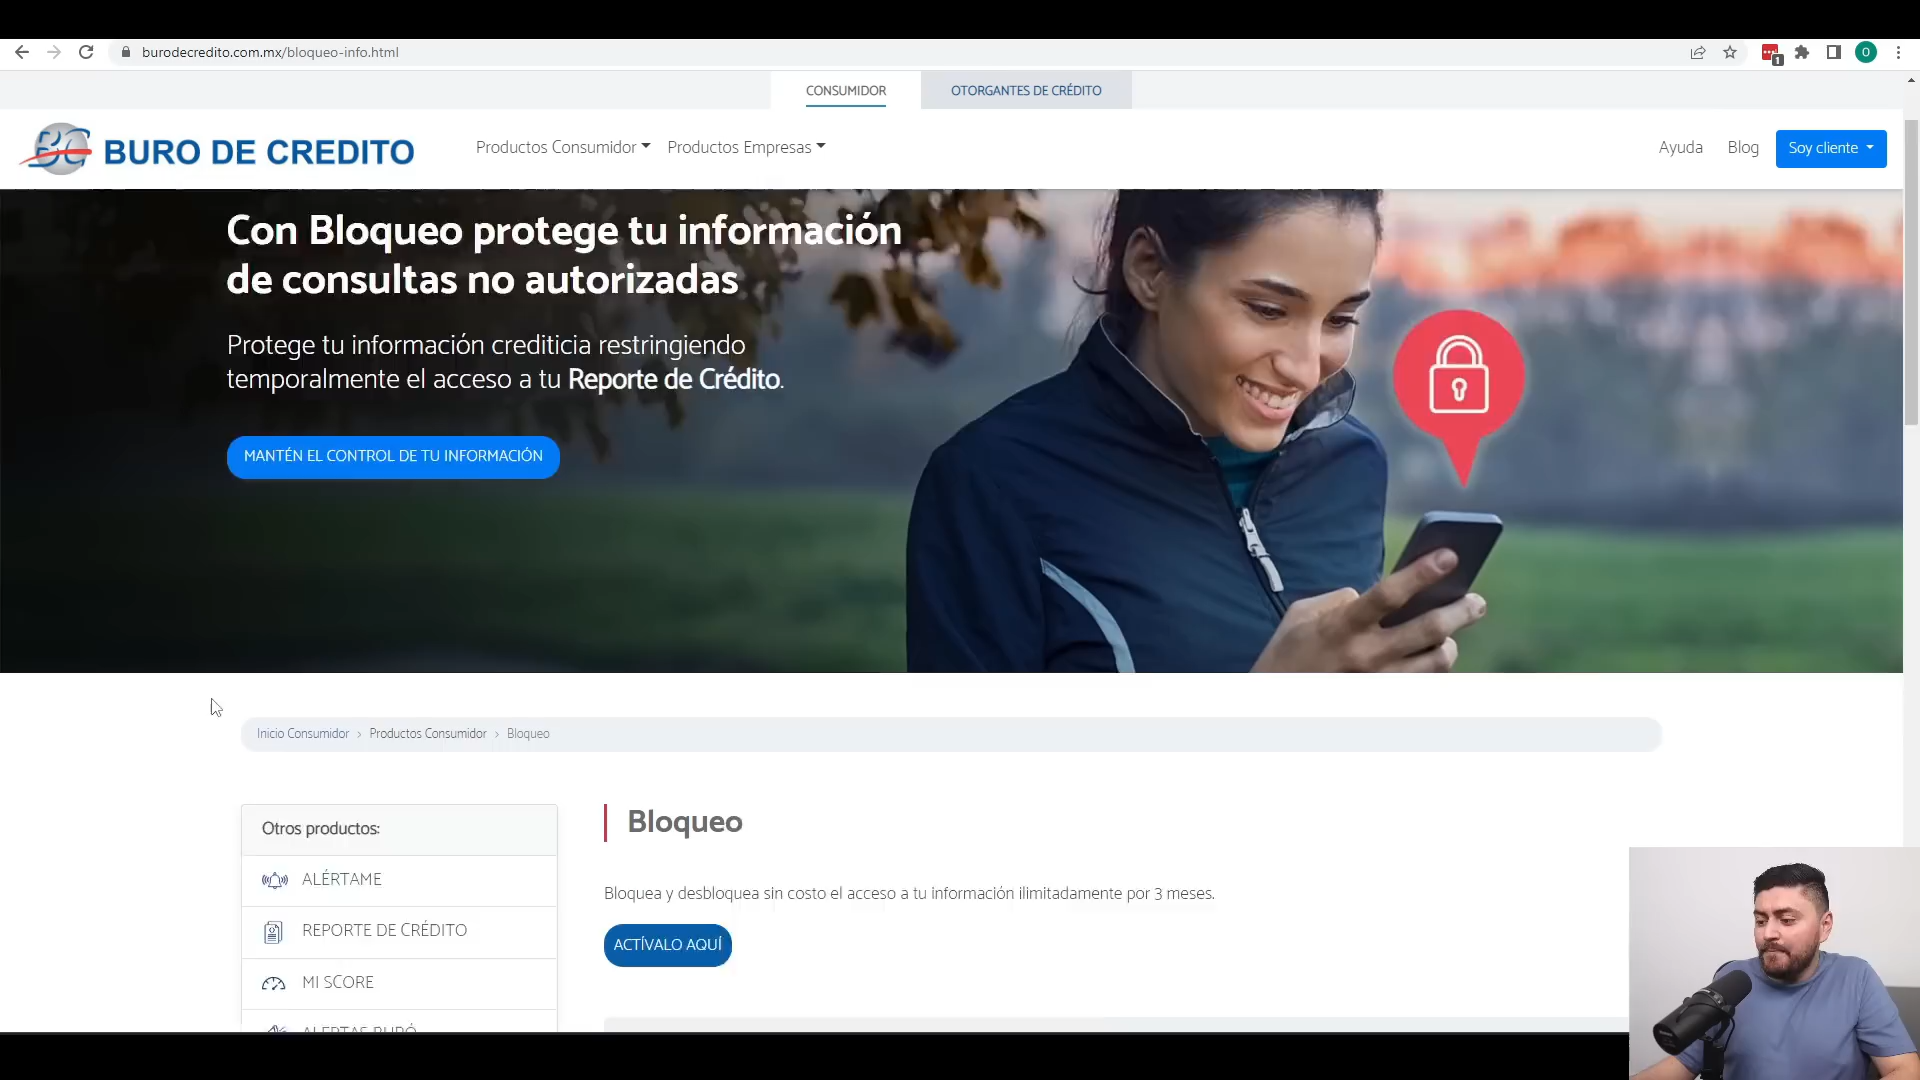 burodecredito.com.mx/bloqueo-info.html
1
O
CONSUMIDOR
OTORGANTES DE CRÉDITO
BC BURO DE CREDITO
Productos Consumidor
Productos Empresas
Ayuda
Blog
Soy cliente
Con Bloqueo protege tu información
de consultas no autorizadas
Protege tu información crediticia restringiendo
temporalmente el acceso a tu Reporte de Crédito.
MANTÉN EL CONTROL DE TU INFORMACIÓN
Inicio Consumidor > Productos Consumidor > Bloqueo
Otros productos:
ALÉRTAME
REPORTE DE CRÉDITO
MI SCORE
ALERTAS BURÓ
Bloqueo
Bloquea y desbloquea sin costo el acceso a tu información ilimitadamente por 3 meses.
ACTÍVALO AQUÍ